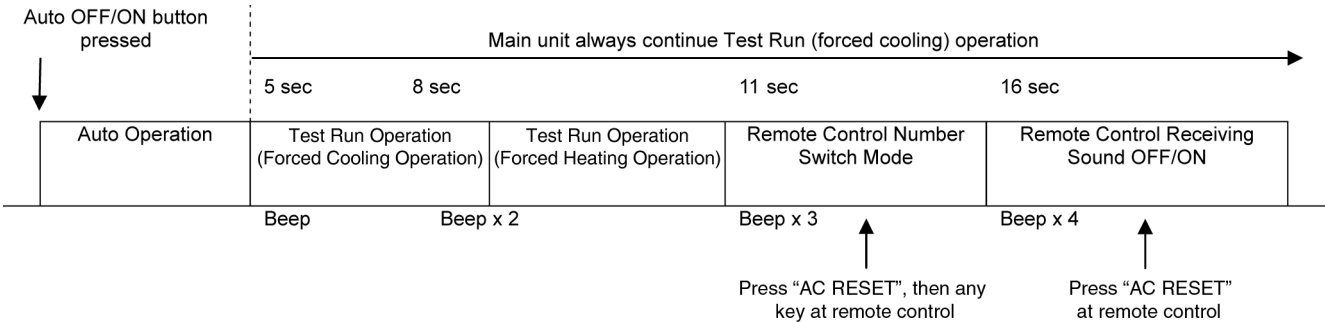 Auto OFF/ON button
pressed
Main unit always continue Test Run (forced cooling) operation
5 sec
8 sec
11 sec
16 sec
Auto Operation
Test Run Operation
(Forced Cooling Operation)
Test Run Operation
(Forced Heating Operation)
Remote Control Number
Switch Mode
Remote Control Receiving
Sound OFF/ON
Beep
Beep x 2
Beep x 3
Beep x 4
Press “AC RESET”, then any
key at remote control
Press “AC RESET”
at remote control